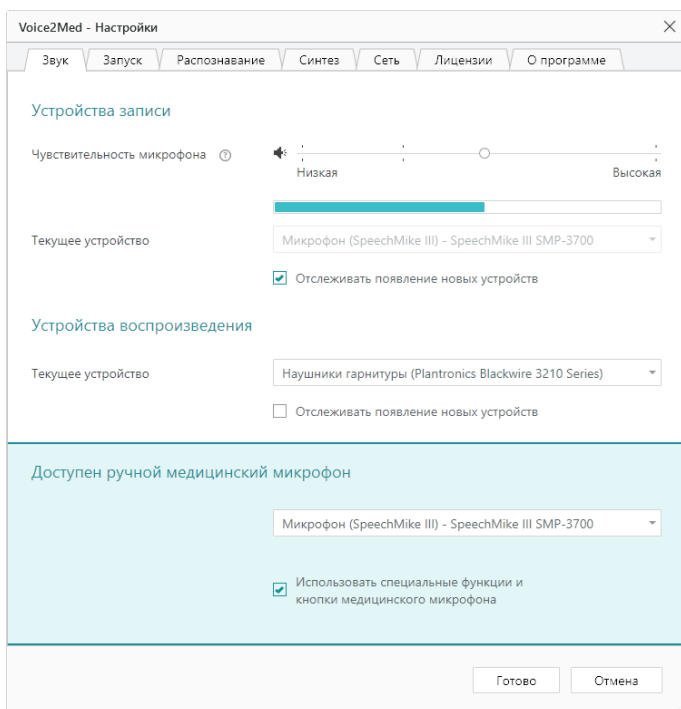 Voice2Med - Настройки
Звук Запуск Распознавание Синтез Сеть Лицензии О программе
Устройства записи
Чувствительность микрофона ?
Низкая Высокая
Текущее устройство Микрофон (SpeechMike III) - SpeechMike III SMP-3700
Отслеживать появление новых устройств
Устройства воспроизведения
Текущее устройство Наушники гарнитуры (Plantronics Blackwire 3210 Series)
Отслеживать появление новых устройств
Доступен ручной медицинский микрофон
Микрофон (SpeechMike III) - SpeechMike III SMP-3700
Использовать специальные функции и
кнопки медицинского микрофона
Готово Отмена